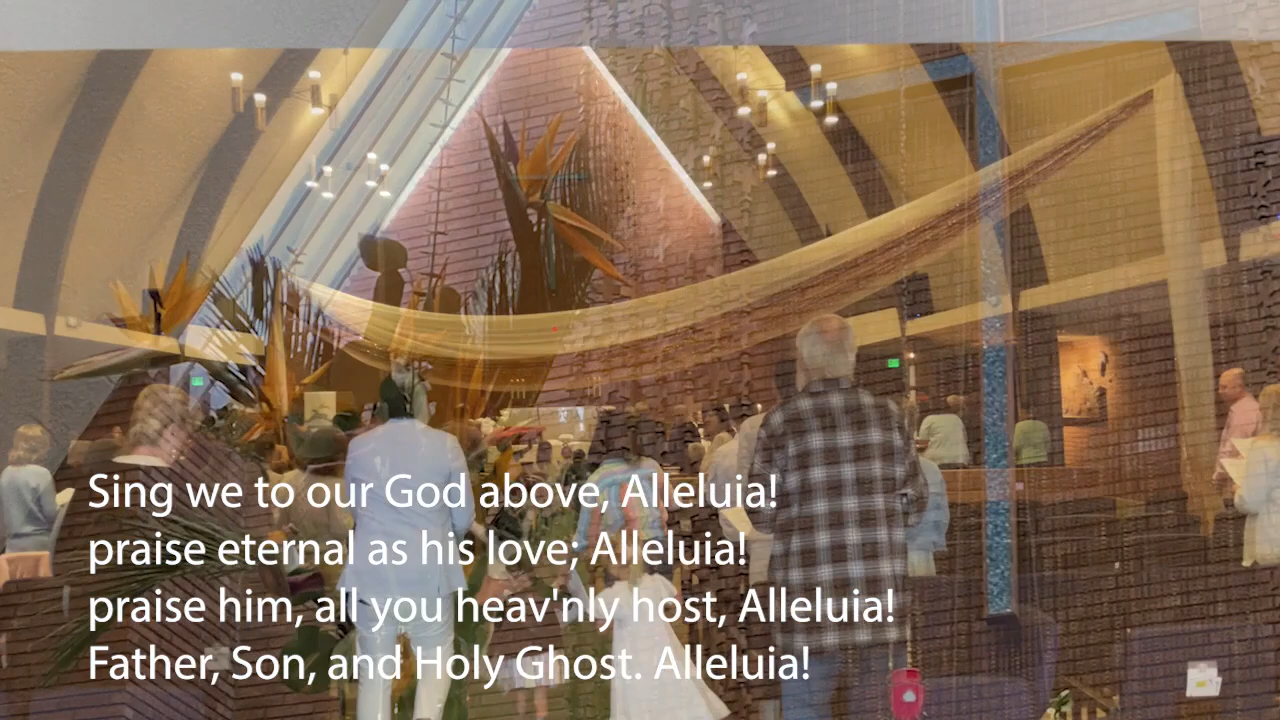 Sing we to our God above, Alleluia!
praise eternal as his love; Alleluia!
praise him, all you heav'nly host, Alleluia!
Father, Son, and Holy Ghost. Alleluia!